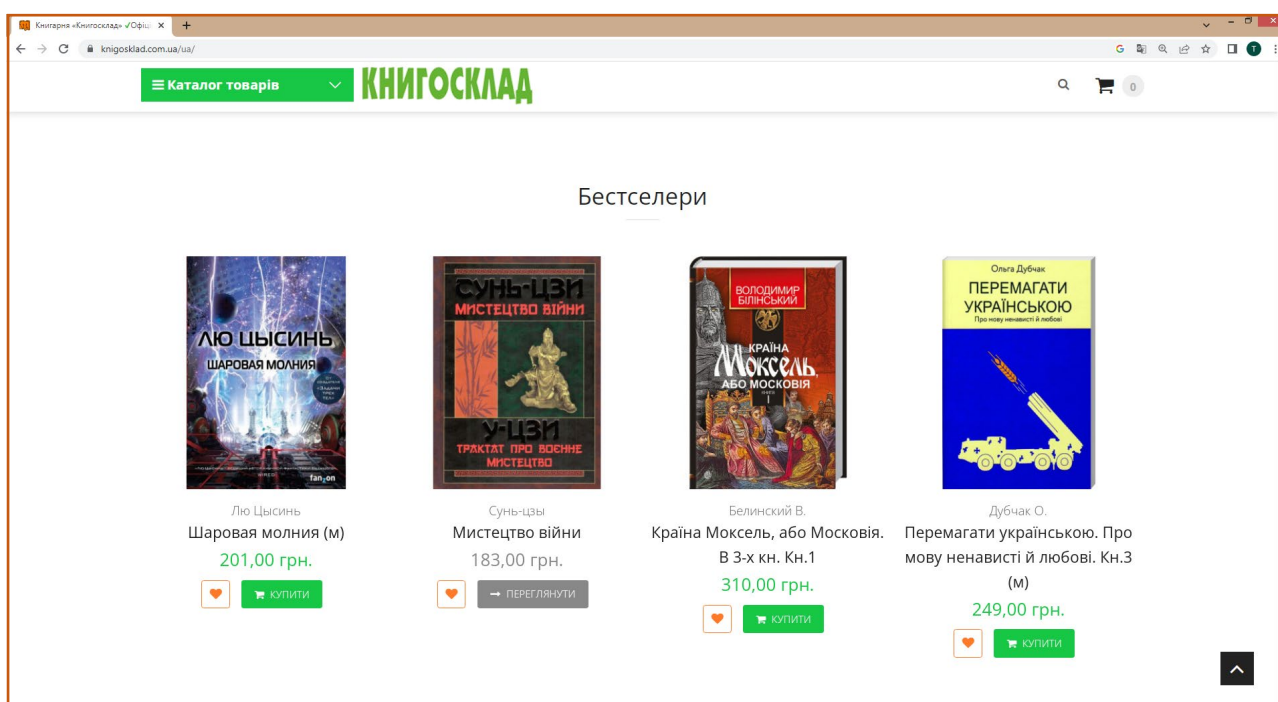 Книгарня «Книгосклад» ✓Офіц
knigosklad.com.ua/ua/
T
Каталог товарів
КНИГОСКЛАД
0
Бестселери
ЛЮ ЦЫСИНЬ
ШАРОВАЯ МОЛНИЯ
fanzon
СУНЬ-ЦЗИ
МИСТЕЦТВО ВІЙНИ
У-ЦЗИ
ТРАКТАТ ПРО ВОЄННЕ
МИСТЕЦТВО
ВОЛОДИМИР
БІЛІНСЬКИЙ
КРАЇНА
МОКСЕЛЬ,
АБО МОСКОВІЯ
КНИГА
1
Ольга Дубчак
ПЕРЕМАГАТИ
УКРАЇНСЬКОЮ
Про мову ненависті й любові
Лю Цысинь
Шаровая молния (м)
201,00 грн.
КУПИТИ
Сунь-цзы
Мистецтво війни
183,00 грн.
ПЕРЕГЛЯНУТИ
Белинский В.
Країна Моксель, або Московія.
В 3-х кн. Кн.1
310,00 грн.
КУПИТИ
Дубчак О.
Перемагати українською. Про
мову ненависті й любові. Кн.3
(м)
249,00 грн.
КУПИТИ